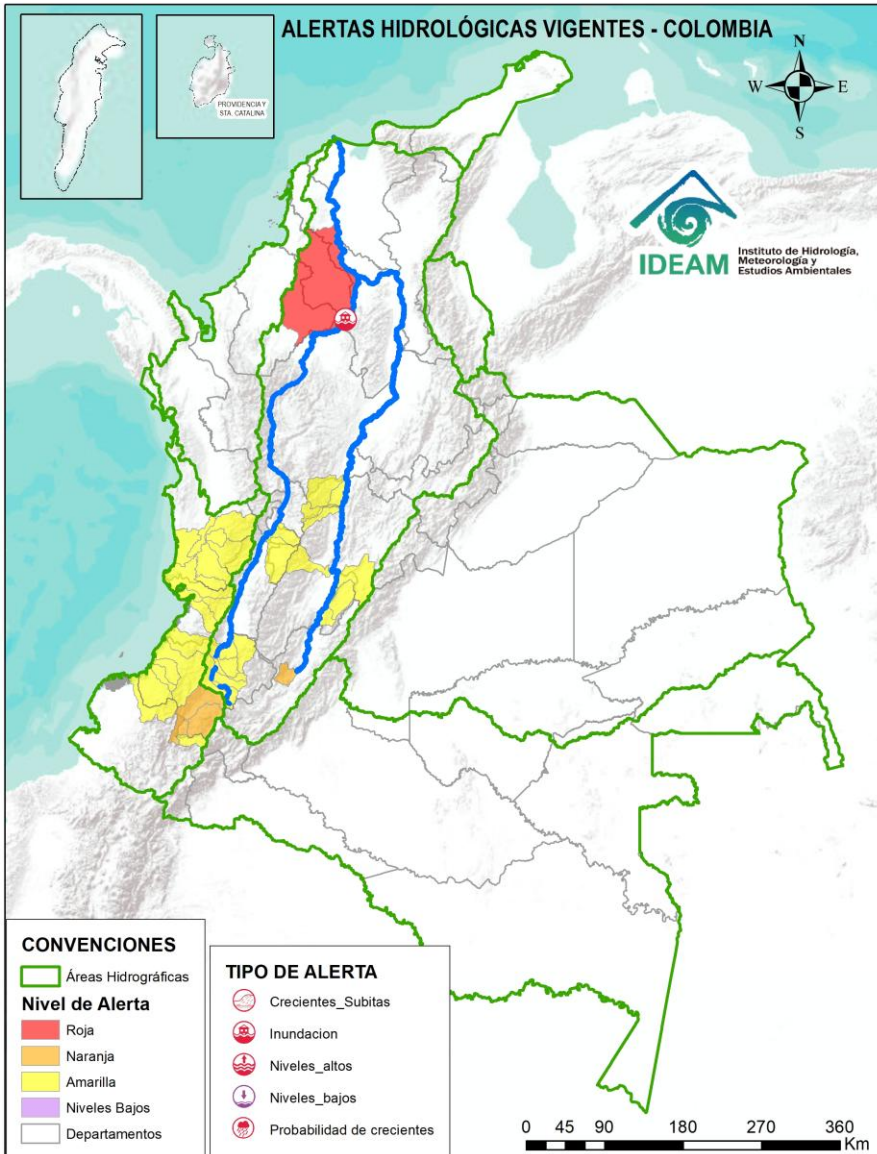 ALERTAS HIDROLÓGICAS VIGENTES - COLOMBIA
PROVIDENCIA Y
STA. CATALINA
N
W
E
S
IDEAM
Instituto de Hidrología,
Meteorología y
Estudios Ambientales
CONVENCIONES
Áreas Hidrográficas
Nivel de Alerta
Roja
Naranja
Amarilla
Niveles Bajos
Departamentos
TIPO DE ALERTA
Crecientes_Subitas
Inundacion
Niveles_altos
Niveles_bajos
Probabilidad de crecientes
0 45 90 180 270 360
Km